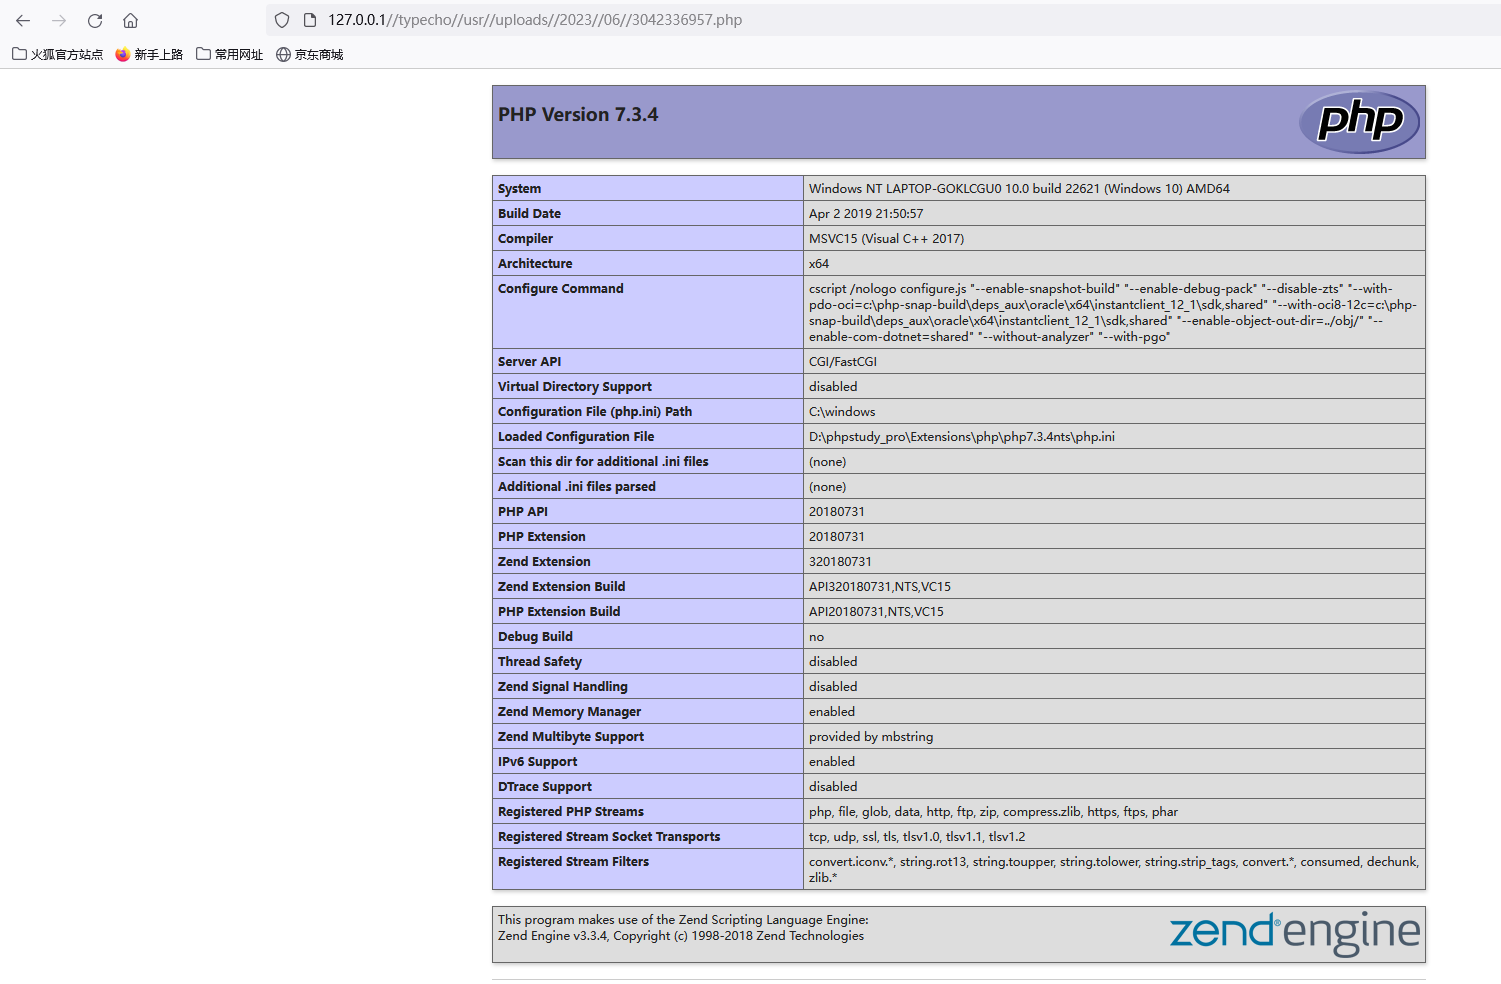 127.0.0.1//typecho//usr//uploads//2023//06//3042336957.php
火狐官方站点 新手上路 常用网址 京东商城
PHP Version 7.3.4
php
System Windows NT LAPTOP-GOKLCGU0 10.0 build 22621 (Windows 10) AMD64
Build Date Apr 2 2019 21:50:57
Compiler MSVC15 (Visual C++ 2017)
Architecture x64
Configure Command cscript /nologo configure.js "--enable-snapshot-build" "--enable-debug-pack" "--disable-zts" "--with-
pdo-oci=c:\php-snap-build\deps_aux\oracle\x64\instantclient_12_1\sdk,shared" "--with-oci8-12c=c:\php-
snap-build\deps_aux\oracle\x64\instantclient_12_1\sdk,shared" "--enable-object-out-dir=../obj/" "--
enable-com-dotnet=shared" "--without-analyzer" "--with-pgo"
Server API CGI/FastCGI
Virtual Directory Support disabled
Configuration File (php.ini) Path C:\windows
Loaded Configuration File D:\phpstudy_pro\Extensions\php\php7.3.4nts\php.ini
Scan this dir for additional .ini files (none)
Additional .ini files parsed (none)
PHP API 20180731
PHP Extension 20180731
Zend Extension 320180731
Zend Extension Build API320180731,NTS,VC15
PHP Extension Build API20180731,NTS,VC15
Debug Build no
Thread Safety disabled
Zend Signal Handling disabled
Zend Memory Manager enabled
Zend Multibyte Support provided by mbstring
IPv6 Support enabled
DTrace Support disabled
Registered PHP Streams php, file, glob, data, http, ftp, zip, compress.zlib, https, ftps, phar
Registered Stream Socket Transports tcp, udp, ssl, tls, tlsv1.0, tlsv1.1, tlsv1.2
Registered Stream Filters convert.iconv.*, string.rot13, string.toupper, string.tolower, string.strip_tags, convert.*, consumed, dechunk,
zlib.*
This program makes use of the Zend Scripting Language Engine:
Zend Engine v3.3.4, Copyright (c) 1998-2018 Zend Technologies
zend® engine